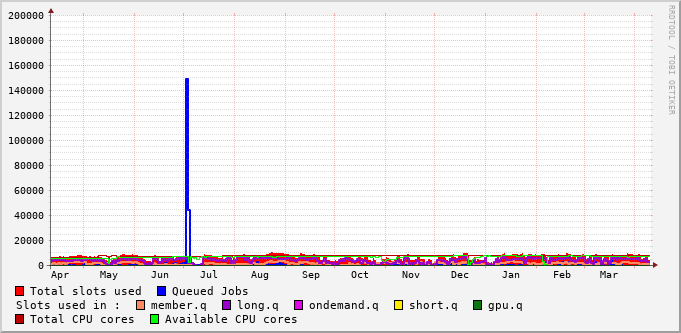 200000
180000
160000
140000
120000
100000
80000
60000
40000
20000
0
Apr May Jun Jul Aug Sep Oct Nov Dec Jan Feb Mar
Total slots used Queued Jobs
Slots used in : member.q long.q ondemand.q short.q gpu.q
Total CPU cores Available CPU cores
RRDTOOL / TOBI OETIKER